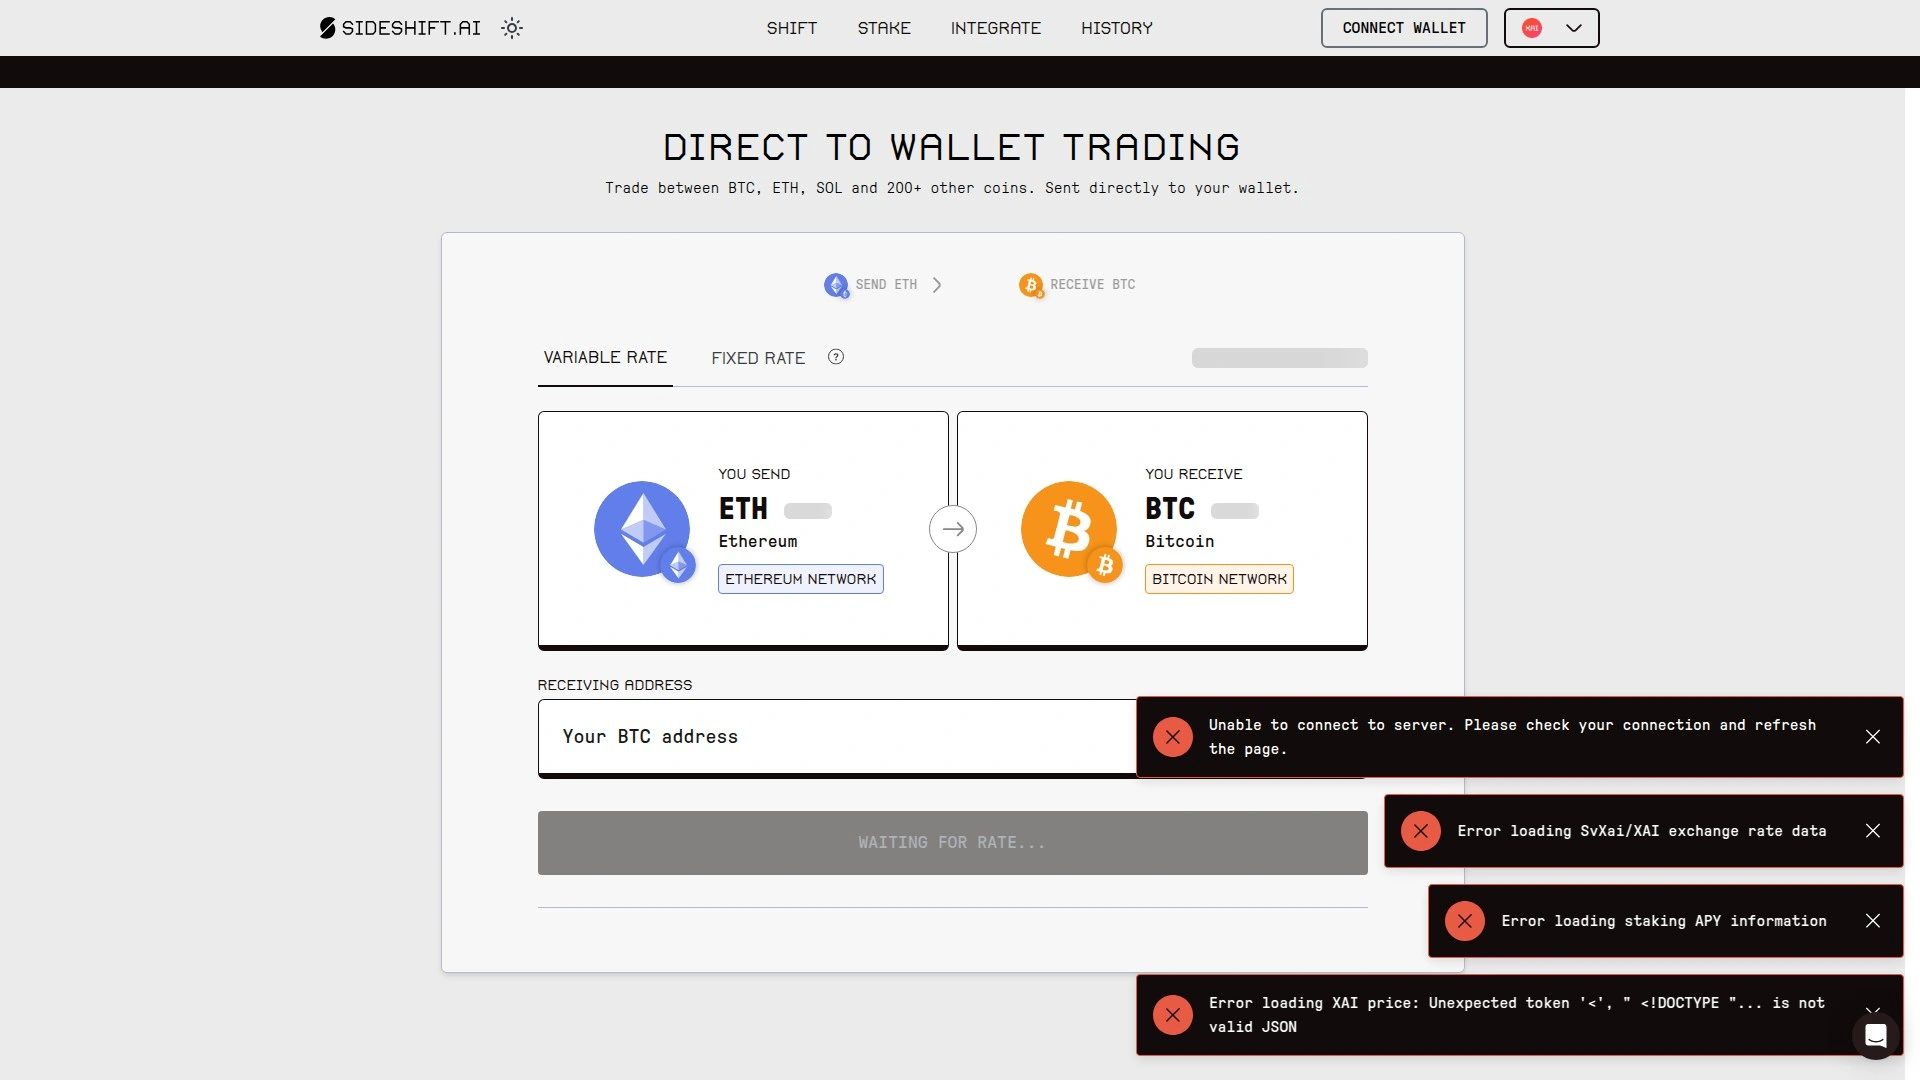 SIDESHIFT.AI
SHIFT
STAKE
INTEGRATE
HISTORY
CONNECT WALLET
XAI
DIRECT TO WALLET TRADING
Trade between BTC, ETH, SOL and 200+ other coins. Sent directly to your wallet.
SEND ETH
RECEIVE BTC
VARIABLE RATE
FIXED RATE
?
YOU SEND
ETH
Ethereum
ETHEREUM NETWORK
YOU RECEIVE
BTC
Bitcoin
BITCOIN NETWORK
RECEIVING ADDRESS
Your BTC address
WAITING FOR RATE...
Unable to connect to server. Please check your connection and refresh
the page.
Error loading SvXai/XAI exchange rate data
Error loading staking APY information
Error loading XAI price: Unexpected token '<', " <!DOCTYPE "... is not
valid JSON